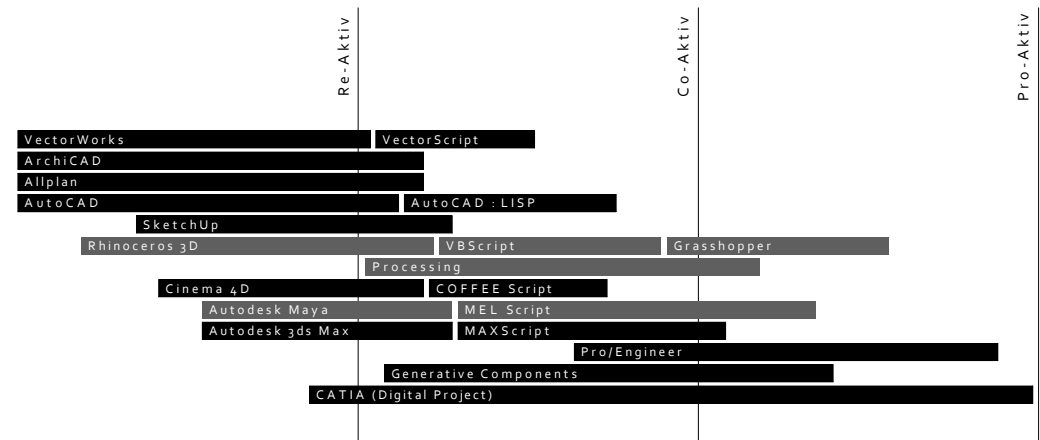 Re-Aktiv
Co-Aktiv
Pro-Aktiv
VectorWorks VectorScript
ArchiCAD
Allplan
AutoCAD AutoCAD : LISP
SketchUp
Rhinoceros 3D VBScript Grasshopper
Processing
Cinema 4D COFFEE Script
Autodesk Maya MEL Script
Autodesk 3ds Max MAXScript
Pro/Engineer
Generative Components
CATIA (Digital Project)